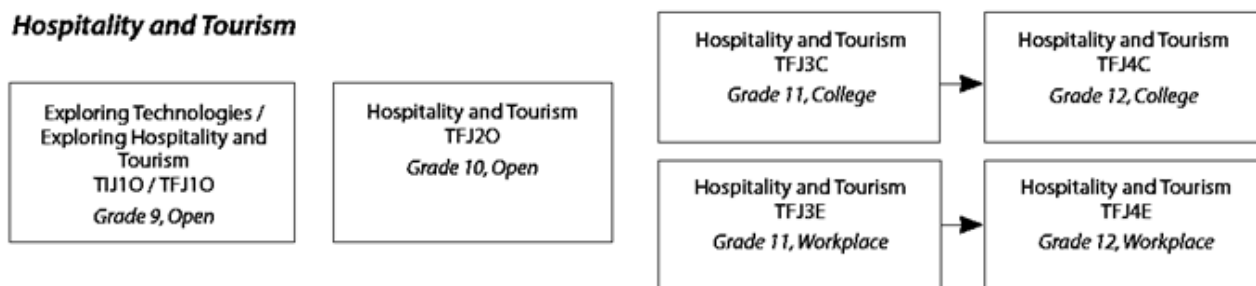 Hospitality and Tourism
Exploring Technologies /
Exploring Hospitality and
Tourism
TIJ1O / TFJ1O
Grade 9, Open
Hospitality and Tourism
TFJ2O
Grade 10, Open
Hospitality and Tourism
TFJ3C
Grade 11, College
Hospitality and Tourism
TFJ4C
Grade 12, College
Hospitality and Tourism
TFJ3E
Grade 11, Workplace
Hospitality and Tourism
TFJ4E
Grade 12, Workplace